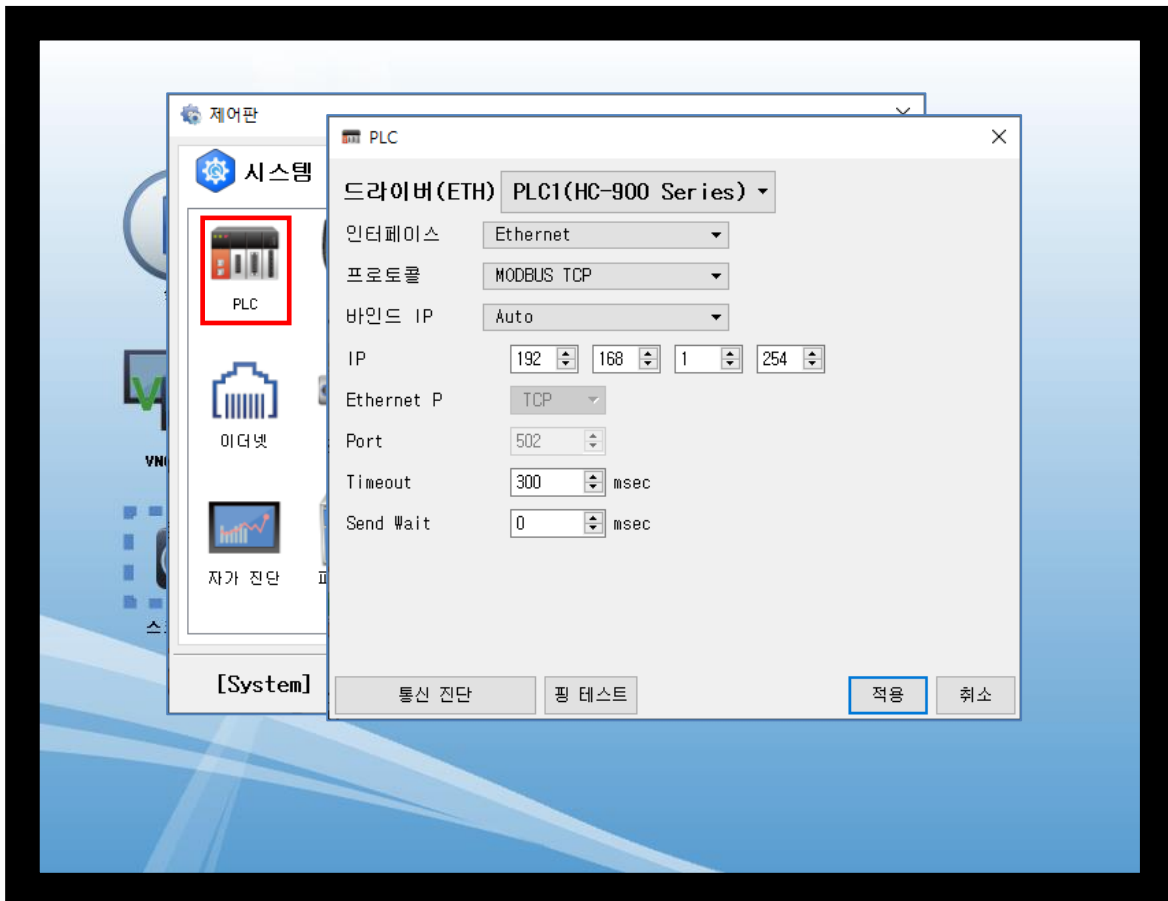 제어판
PLC
시스템
드라이버(ETH) PLC1(HC-900 Series)
인터페이스 Ethernet
프로토콜 MODBUS TCP
바인드 IP Auto
IP 192 168 1 254
Ethernet P TCP
Port 502
Timeout 300 msec
Send Wait 0 msec
PLC
이더넷
VN
자가 진단
스
[System]
통신 진단 핑 테스트 적용 취소